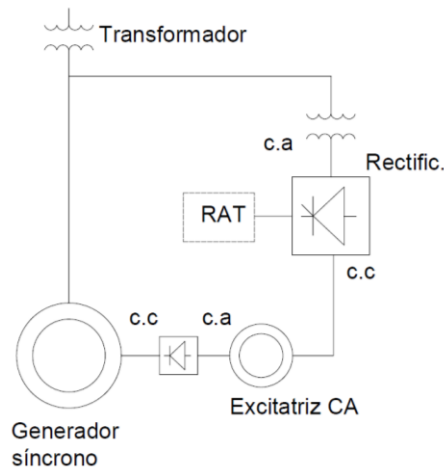 Transformador
c.a
Rectific.
RAT
c.c
c.c
c.a
Excitatriz CA
Generador
síncrono